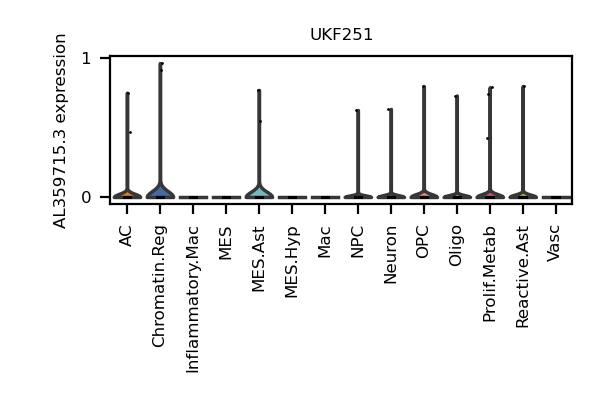 UKF251
AL359715.3 expression
1
0
AC
Chromatin.Reg
Inflammatory.Mac
MES
MES.Ast
MES.Hyp
Mac
NPC
Neuron
OPC
Oligo
Prolif.Metab
Reactive.Ast
Vasc